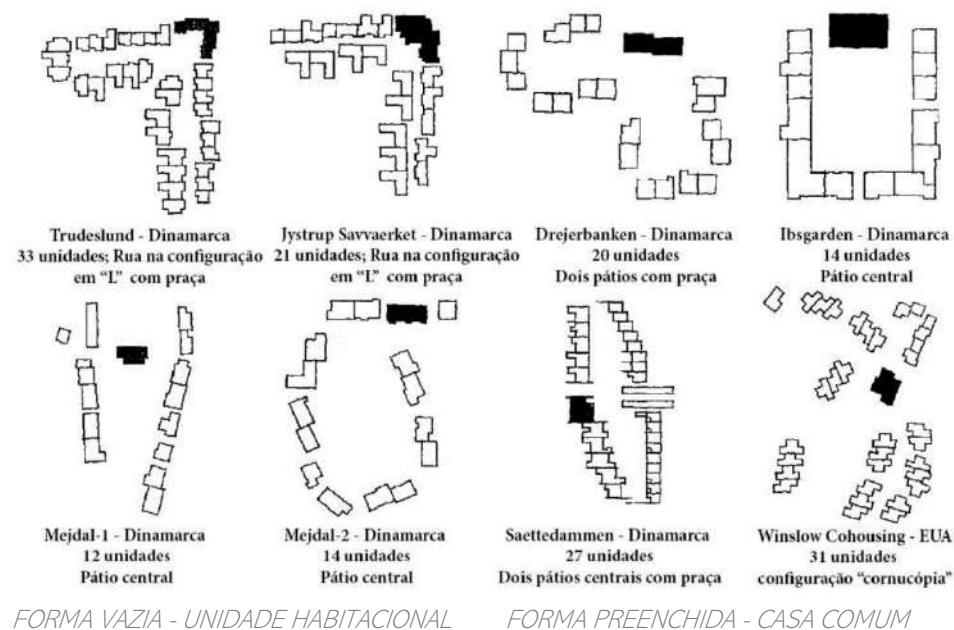 Trudeslund - Dinamarca
33 unidades; Rua na configuração
em “L” com praça
Jystrup Savvaerket - Dinamarca
21 unidades; Rua na configuração
em “L” com praça
Drejerbanken - Dinamarca
20 unidades
Dois pátios com praça
Ibsgarden - Dinamarca
14 unidades
Pátio central
Mejdal-1 - Dinamarca
12 unidades
Pátio central
Mejdal-2 - Dinamarca
14 unidades
Pátio central
Saettedammen - Dinamarca
27 unidades
Dois pátios centrais com praça
Winslow Cohousing - EUA
31 unidades
configuração “cornucópia”
FORMA VAZIA - UNIDADE HABITACIONAL
FORMA PREENCHIDA - CASA COMUM